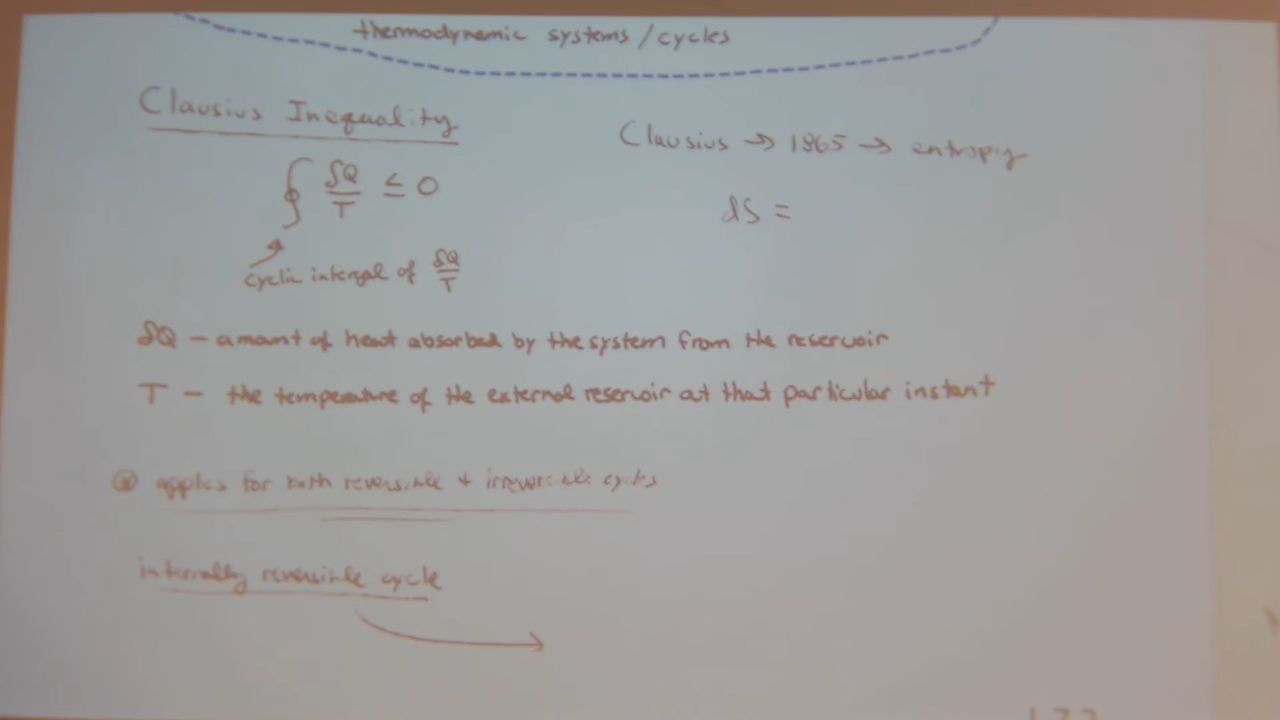 thermodynamic systems/cycles
Clausius Inequality
∮ δQ/T ≤ 0
cyclic intergal of δQ/T
Clausius → 1865 → entropy
dS =
δQ - amount of heat absorbed by the system from the reservoir
T - the temperature of the external reservoir at that particular instant
applies for both reversible + irreversible cycles
internally reversible cycle